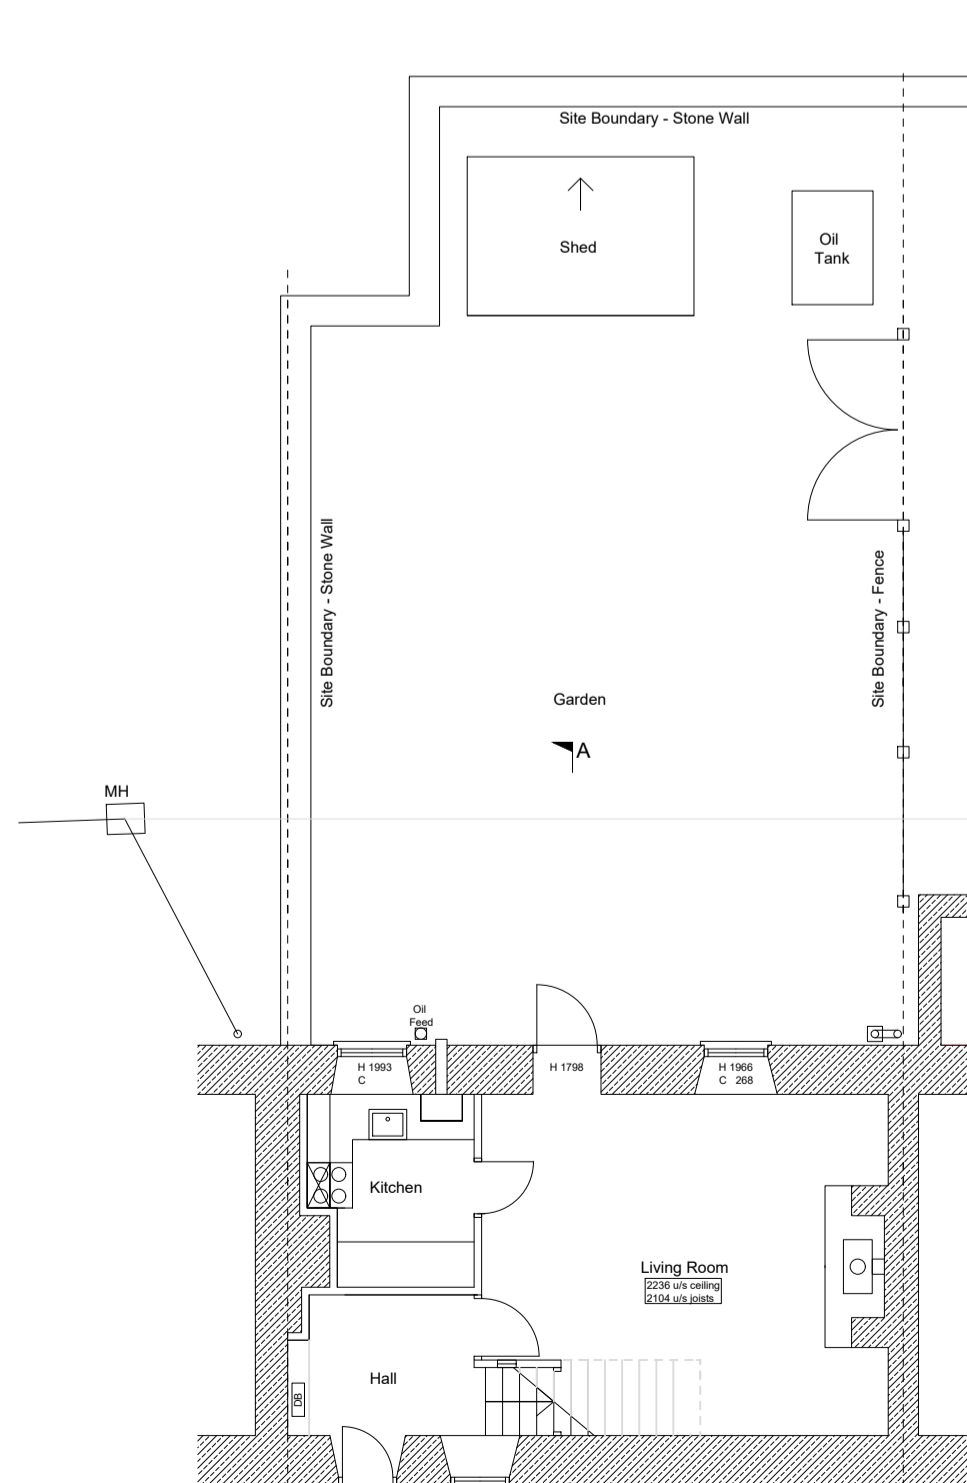 Site Boundary - Stone Wall
Shed
Oil
Tank
Site Boundary - Stone Wall
Site Boundary - Fence
Garden
A
MH
Oil
Feed
H 1993
C
H 1798
H 1966
C 268
Kitchen
Living Room
2236 u/s ceiling
2104 u/s joists
Hall
DB